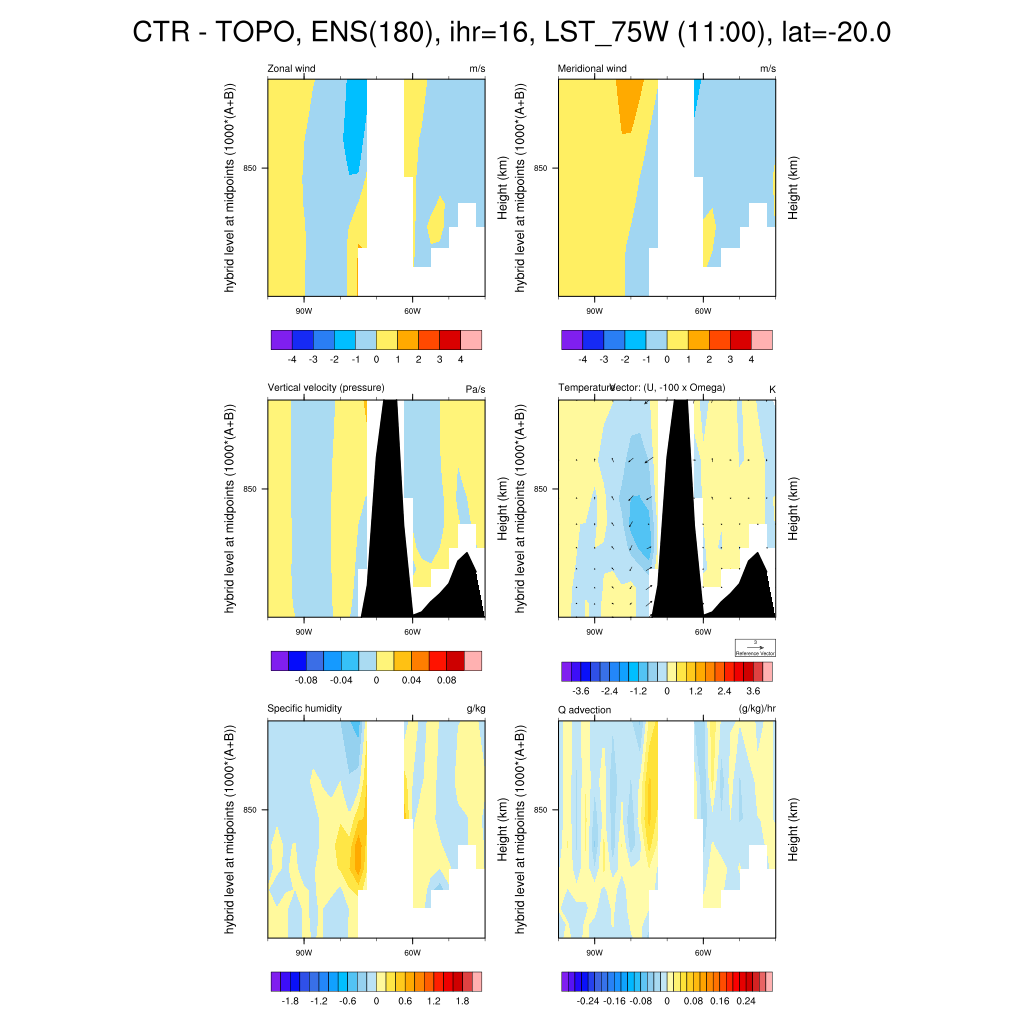 CTR - TOPO, ENS(180), ihr=16, LST_75W (11:00), lat=-20.0
Zonal wind m/s
hybrid level at midpoints (1000*(A+B))
850
Height (km)
90W 60W
-4 -3 -2 -1 0 1 2 3 4
Meridional wind m/s
hybrid level at midpoints (1000*(A+B))
850
Height (km)
90W 60W
-4 -3 -2 -1 0 1 2 3 4
Vertical velocity (pressure) Pa/s
hybrid level at midpoints (1000*(A+B))
850
Height (km)
90W 60W
-0.08 -0.04 0 0.04 0.08
Temperature Vector: (U, -100 x Omega) K
hybrid level at midpoints (1000*(A+B))
850
Height (km)
90W 60W
3
Reference Vector
-3.6 -2.4 -1.2 0 1.2 2.4 3.6
Specific humidity g/kg
hybrid level at midpoints (1000*(A+B))
850
Height (km)
90W 60W
-1.8 -1.2 -0.6 0 0.6 1.2 1.8
Q advection (g/kg)/hr
hybrid level at midpoints (1000*(A+B))
850
Height (km)
90W 60W
-0.24 -0.16 -0.08 0 0.08 0.16 0.24